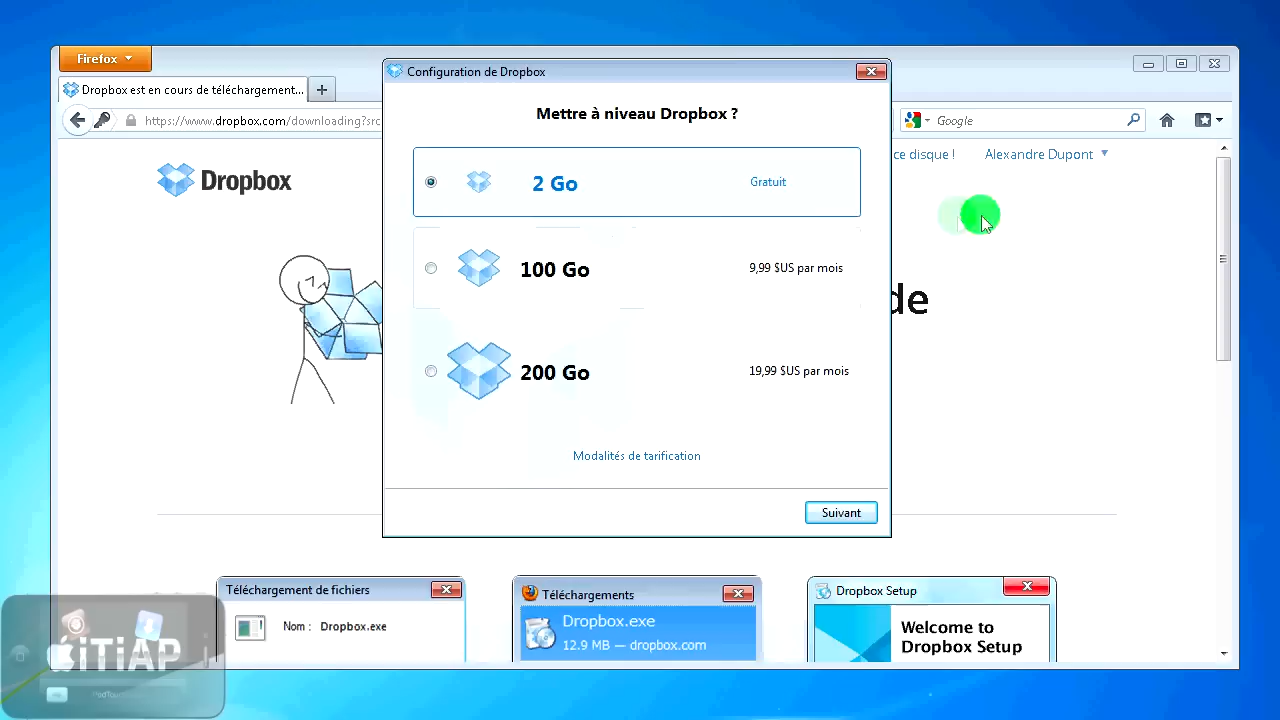 Firefox
Configuration de Dropbox
Dropbox est en cours de téléchargement...
https://www.dropbox.com/downloading?src
Google
Mettre à niveau Dropbox ?
ce disque !
Alexandre Dupont
Dropbox
2 Go
Gratuit
100 Go
9,99 $US par mois
de
200 Go
19,99 $US par mois
Modalités de tarification
Suivant
Téléchargement de fichiers
Nom : Dropbox.exe
Téléchargements
Dropbox.exe
12.9 MB — dropbox.com
Dropbox Setup
Welcome to
Dropbox Setup
iTiAP